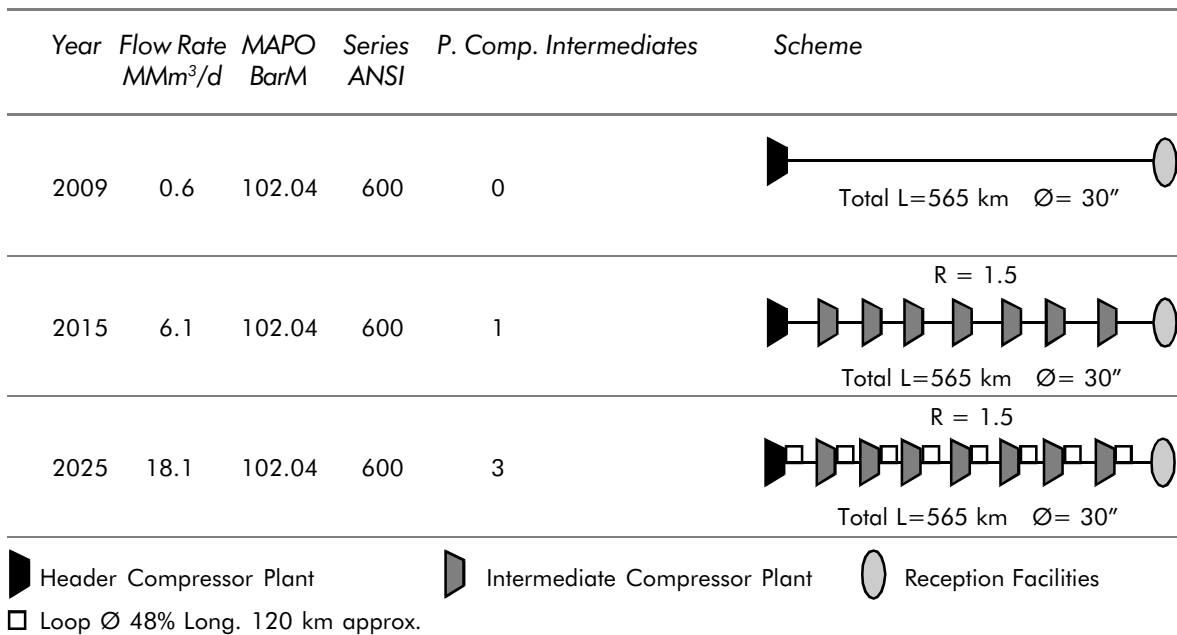 Year Flow Rate MAPO Series P. Comp. Intermediates Scheme
MMm³/d BarM ANSI
2009 0.6 102.04 600 0
Total L=565 km Ø= 30"
R = 1.5
2015 6.1 102.04 600 1
Total L=565 km Ø= 30"
R = 1.5
2025 18.1 102.04 600 3
Total L=565 km Ø= 30"
Header Compressor Plant Intermediate Compressor Plant Reception Facilities
Loop Ø 48% Long. 120 km approx.